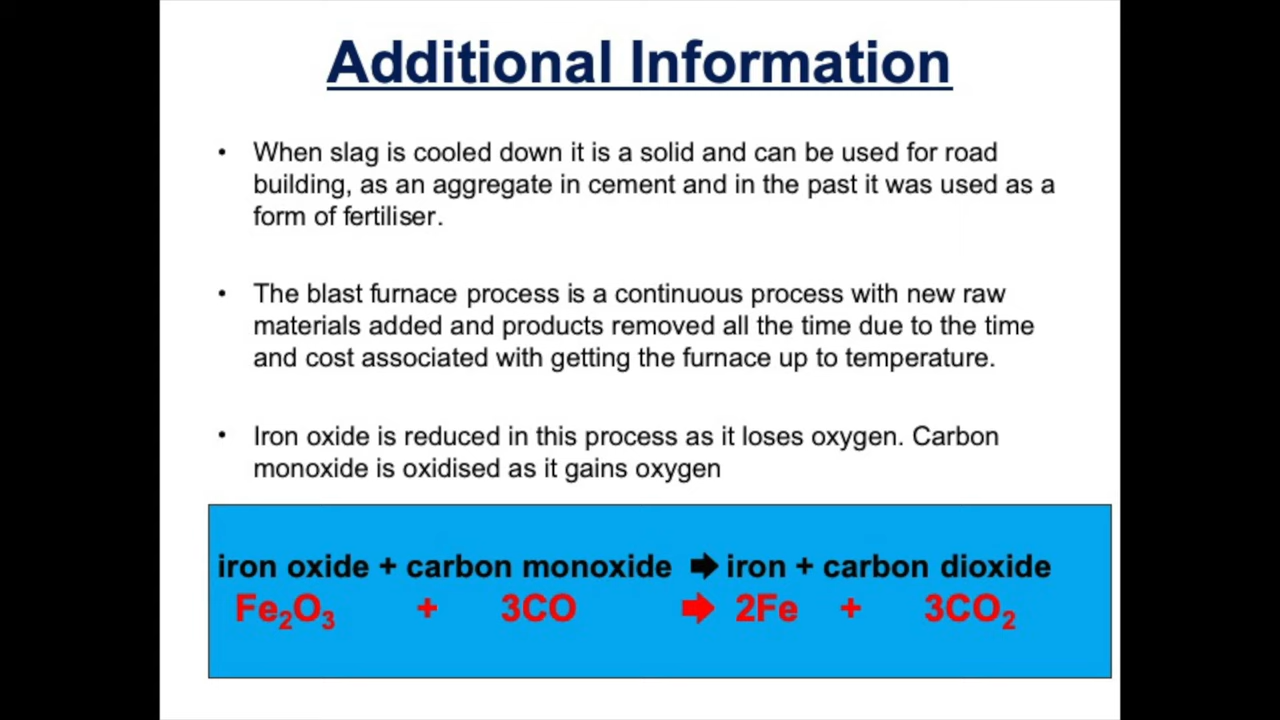 Additional Information
• When slag is cooled down it is a solid and can be used for road
building, as an aggregate in cement and in the past it was used as a
form of fertiliser.
• The blast furnace process is a continuous process with new raw
materials added and products removed all the time due to the time
and cost associated with getting the furnace up to temperature.
• Iron oxide is reduced in this process as it loses oxygen. Carbon
monoxide is oxidised as it gains oxygen
iron oxide + carbon monoxide ➡ iron + carbon dioxide
Fe₂O₃ + 3CO ➡ 2Fe + 3CO₂